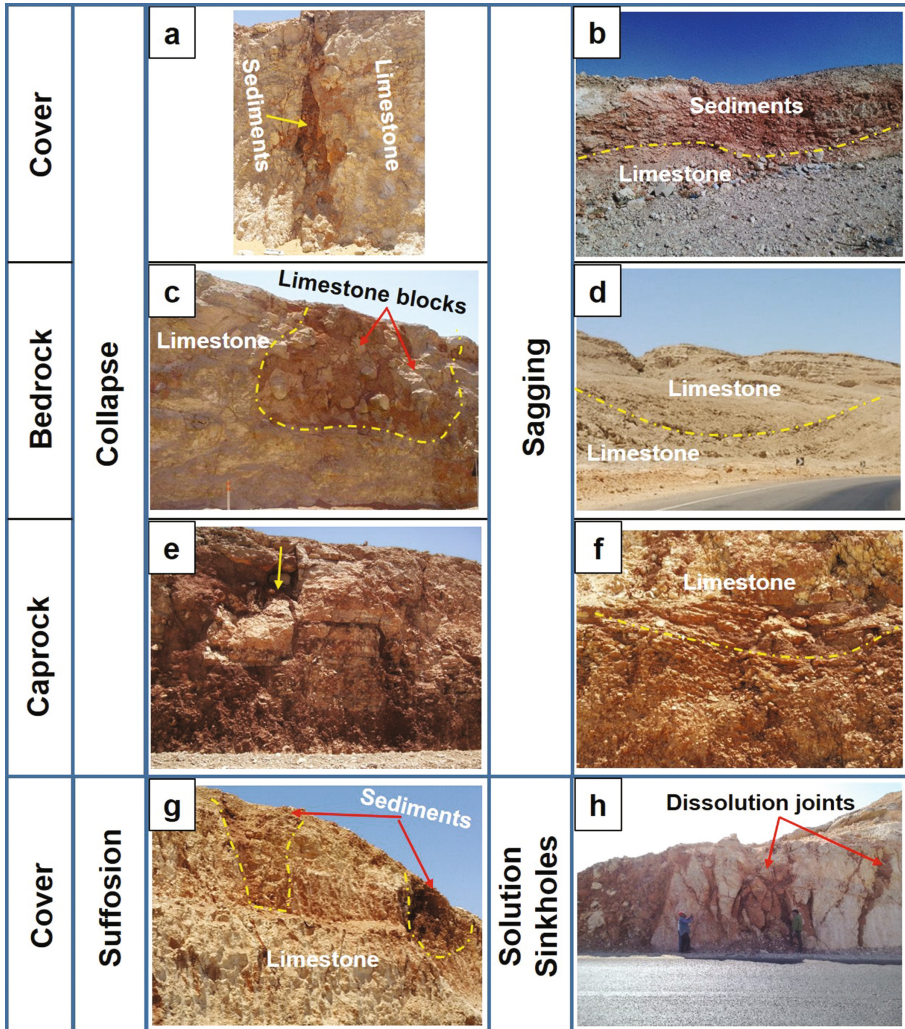 Cover
Collapse
a
Sediments
Limestone
Sagging
b
Sediments
Limestone
Bedrock
c
Limestone blocks
Limestone
d
Limestone
Limestone
Caprock
e
f
Limestone
Cover
Suffosion
g
Sediments
Limestone
Solution
Sinkholes
h
Dissolution joints